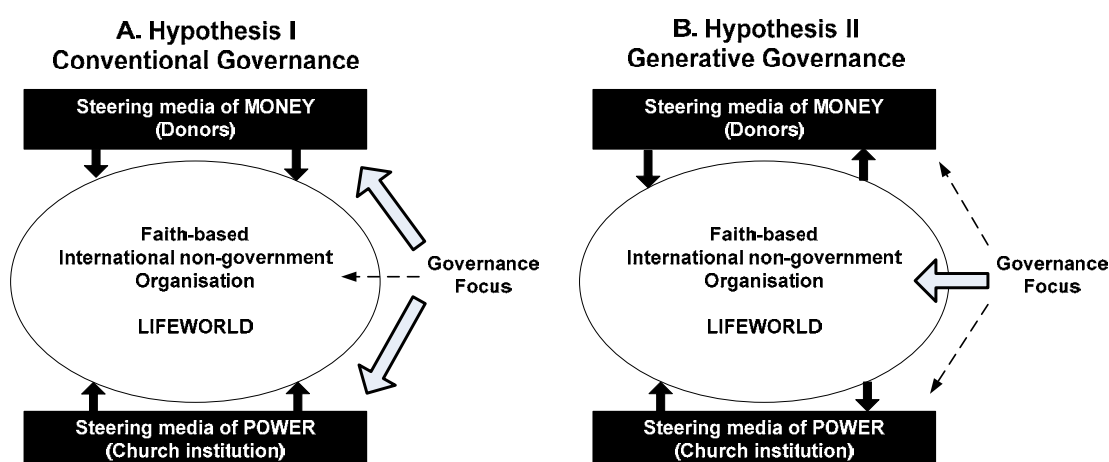 A. Hypothesis I
Conventional Governance
Steering media of MONEY
(Donors)
Faith-based
International non-government
Organisation
LIFEWORLD
Governance
Focus
Steering media of POWER
(Church institution)
B. Hypothesis II
Generative Governance
Steering media of MONEY
(Donors)
Faith-based
International non-government
Organisation
LIFEWORLD
Governance
Focus
Steering media of POWER
(Church institution)